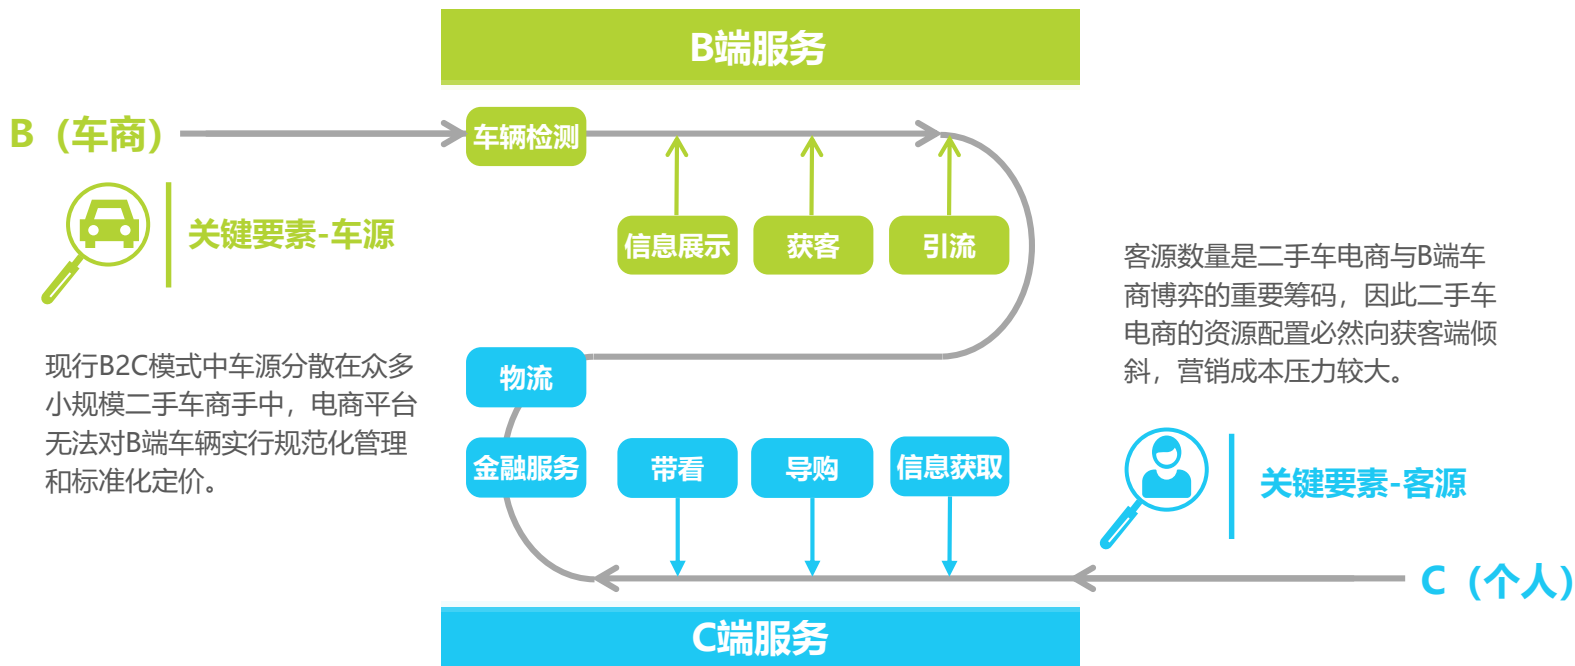 B端服务
B（车商）
车辆检测
关键要素-车源
信息展示
获客
引流
现行B2C模式中车源分散在众多
小规模二手车商手中，电商平台
无法对B端车辆实行规范化管理
和标准化定价。
客源数量是二手车电商与B端车
商博弈的重要筹码，因此二手车
电商的资源配置必然向获客端倾
斜，营销成本压力较大。
物流
金融服务
带看
导购
信息获取
关键要素-客源
C（个人）
C端服务